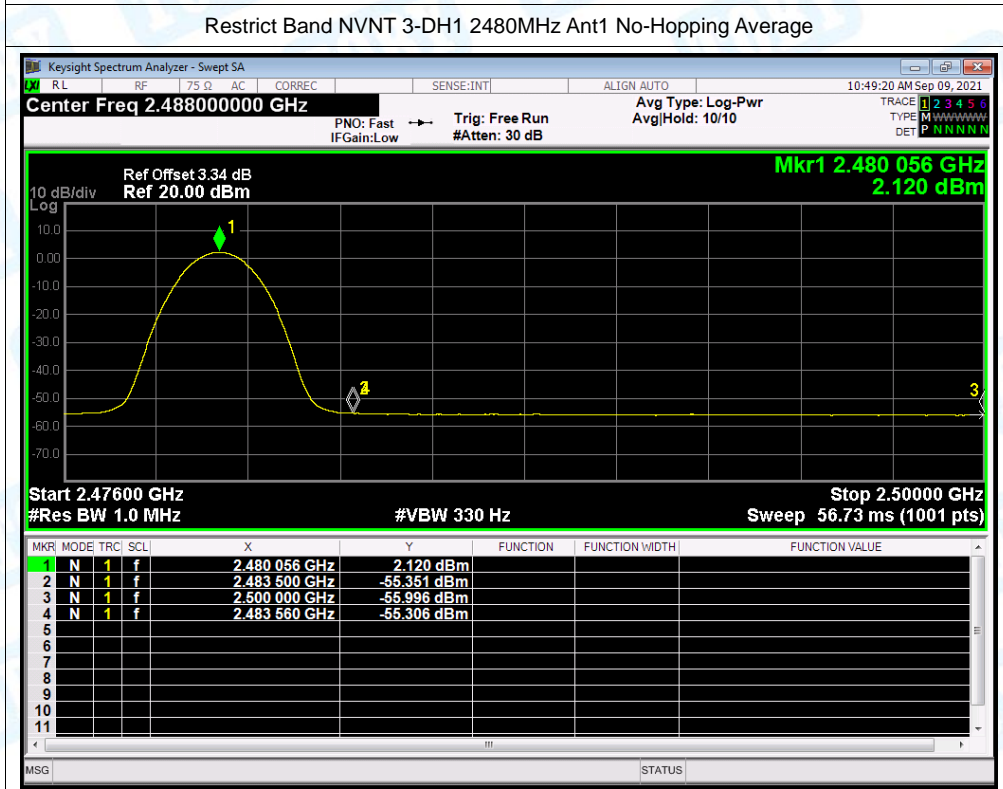 Restrict Band NVNT 3-DH1 2480MHz Ant1 No-Hopping Average
Keysight Spectrum Analyzer - Swept SA
LXI RL RF 75 Ω AC CORREC SENSE:INT ALIGN AUTO 10:49:20 AM Sep 09, 2021
Center Freq 2.488000000 GHz
PNO: Fast
IFGain:Low
Trig: Free Run
#Atten: 30 dB
Avg Type: Log-Pwr
Avg|Hold: 10/10
TRACE 1 2 3 4 5 6
TYPE M WWWWW
DET P N N N N N
Ref Offset 3.34 dB
10 dB/div Ref 20.00 dBm
Log
Mkr1 2.480 056 GHz
2.120 dBm
10.0
0.00
-10.0
-20.0
-30.0
-40.0
-50.0
-60.0
-70.0
1
4
3
Start 2.47600 GHz Stop 2.50000 GHz
#Res BW 1.0 MHz #VBW 330 Hz Sweep 56.73 ms (1001 pts)
MKR MODE TRC SCL X Y FUNCTION FUNCTION WIDTH FUNCTION VALUE
1 N 1 f 2.480 056 GHz 2.120 dBm
2 N 1 f 2.483 500 GHz -55.351 dBm
3 N 1 f 2.500 000 GHz -55.996 dBm
4 N 1 f 2.483 560 GHz -55.306 dBm
5
6
7
8
9
10
11
MSG STATUS